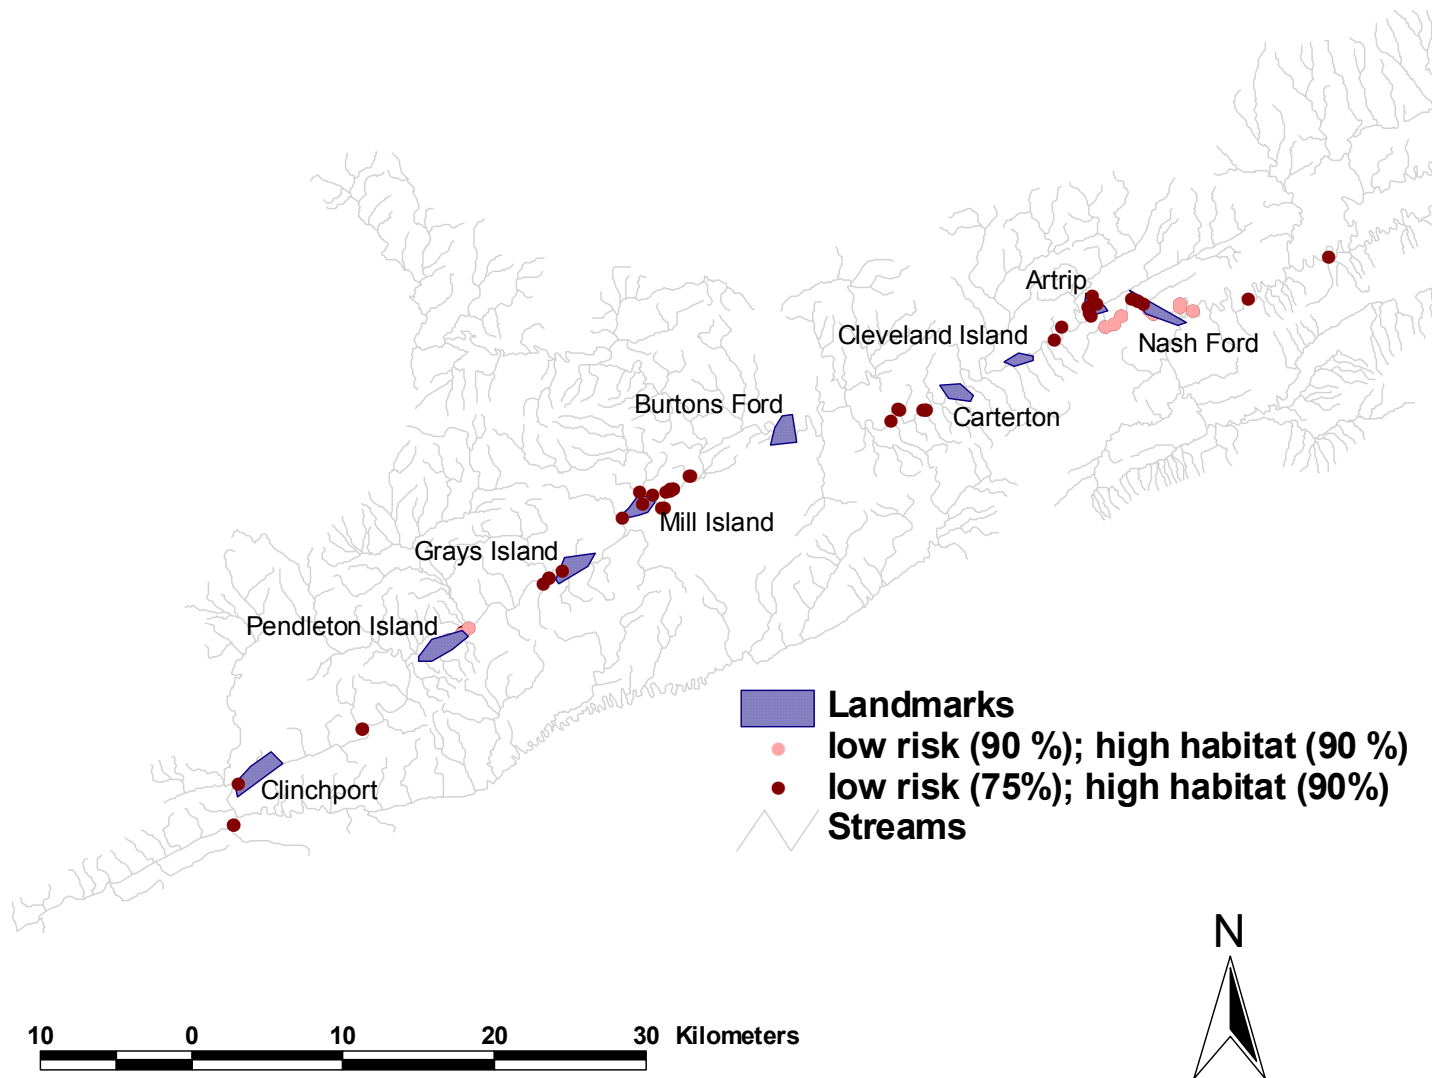 Artrip
Cleveland Island
Nash Ford
Burtons Ford
Carterton
Mill Island
Grays Island
Pendleton Island
Clinchport
Landmarks
low risk (90 %); high habitat (90 %)
low risk (75%); high habitat (90%)
Streams
N
10 0 10 20 30 Kilometers